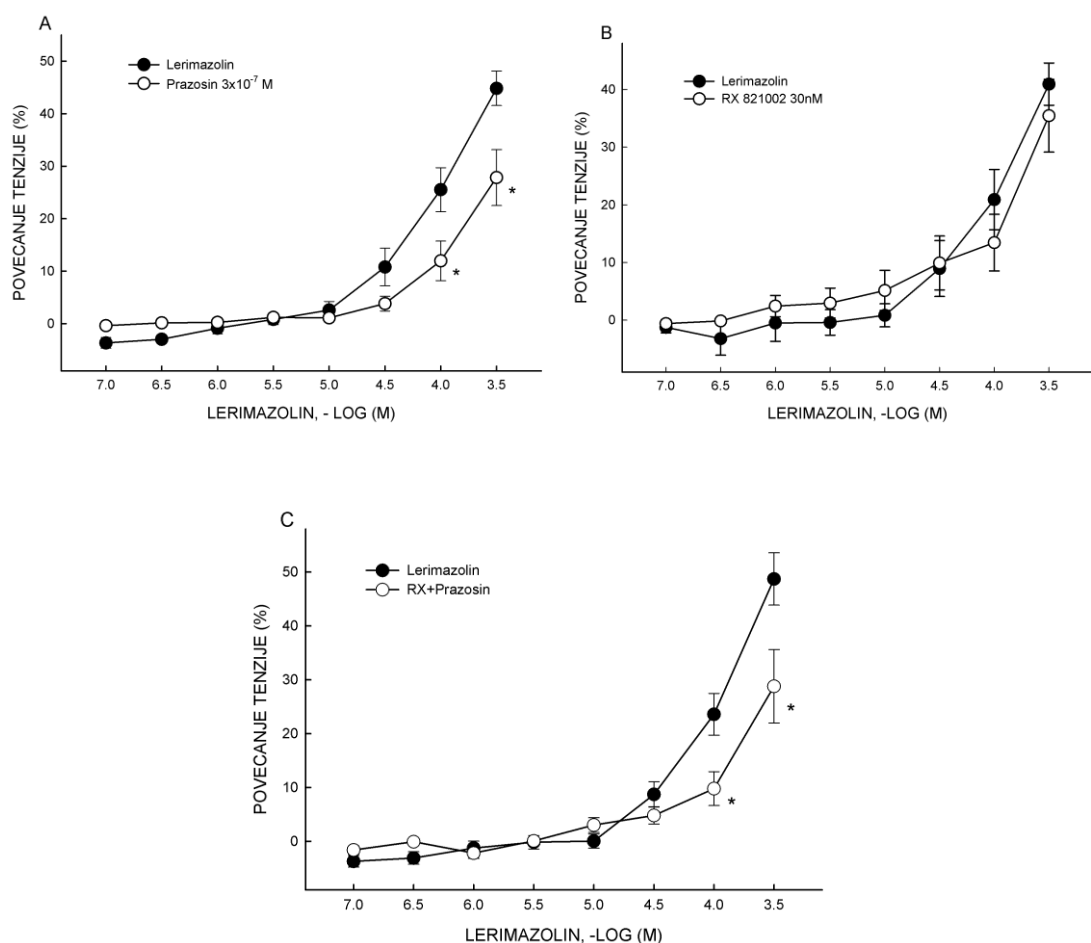 A
Lerimazolin
Prazosin 3x10⁻⁷ M
POVECANJE TENZIJE (%)
50
40
30
20
10
0
*
*
7.0 6.5 6.0 5.5 5.0 4.5 4.0 3.5
LERIMAZOLIN, - LOG (M)
B
Lerimazolin
RX 821002 30nM
POVECANJE TENZIJE (%)
40
30
20
10
0
7.0 6.5 6.0 5.5 5.0 4.5 4.0 3.5
LERIMAZOLIN, -LOG (M)
C
Lerimazolin
RX+Prazosin
POVECANJE TENZIJE (%)
50
40
30
20
10
0
*
*
7.0 6.5 6.0 5.5 5.0 4.5 4.0 3.5
LERIMAZOLIN, -LOG (M)